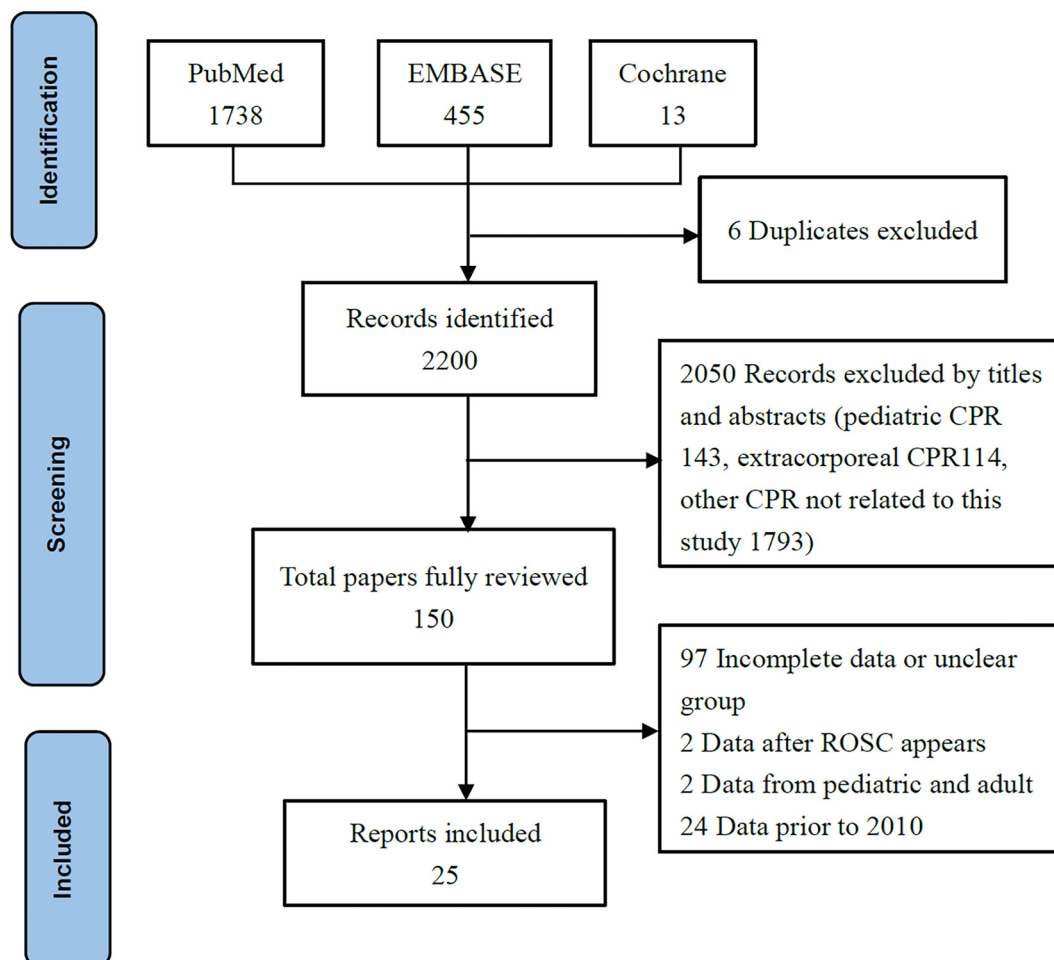 Identification
PubMed
1738
EMBASE
455
Cochrane
13
6 Duplicates excluded
Screening
Records identified
2200
2050 Records excluded by titles
and abstracts (pediatric CPR
143, extracorporeal CPR114,
other CPR not related to this
study 1793)
Total papers fully reviewed
150
97 Incomplete data or unclear
group
2 Data after ROSC appears
2 Data from pediatric and adult
24 Data prior to 2010
Included
Reports included
25